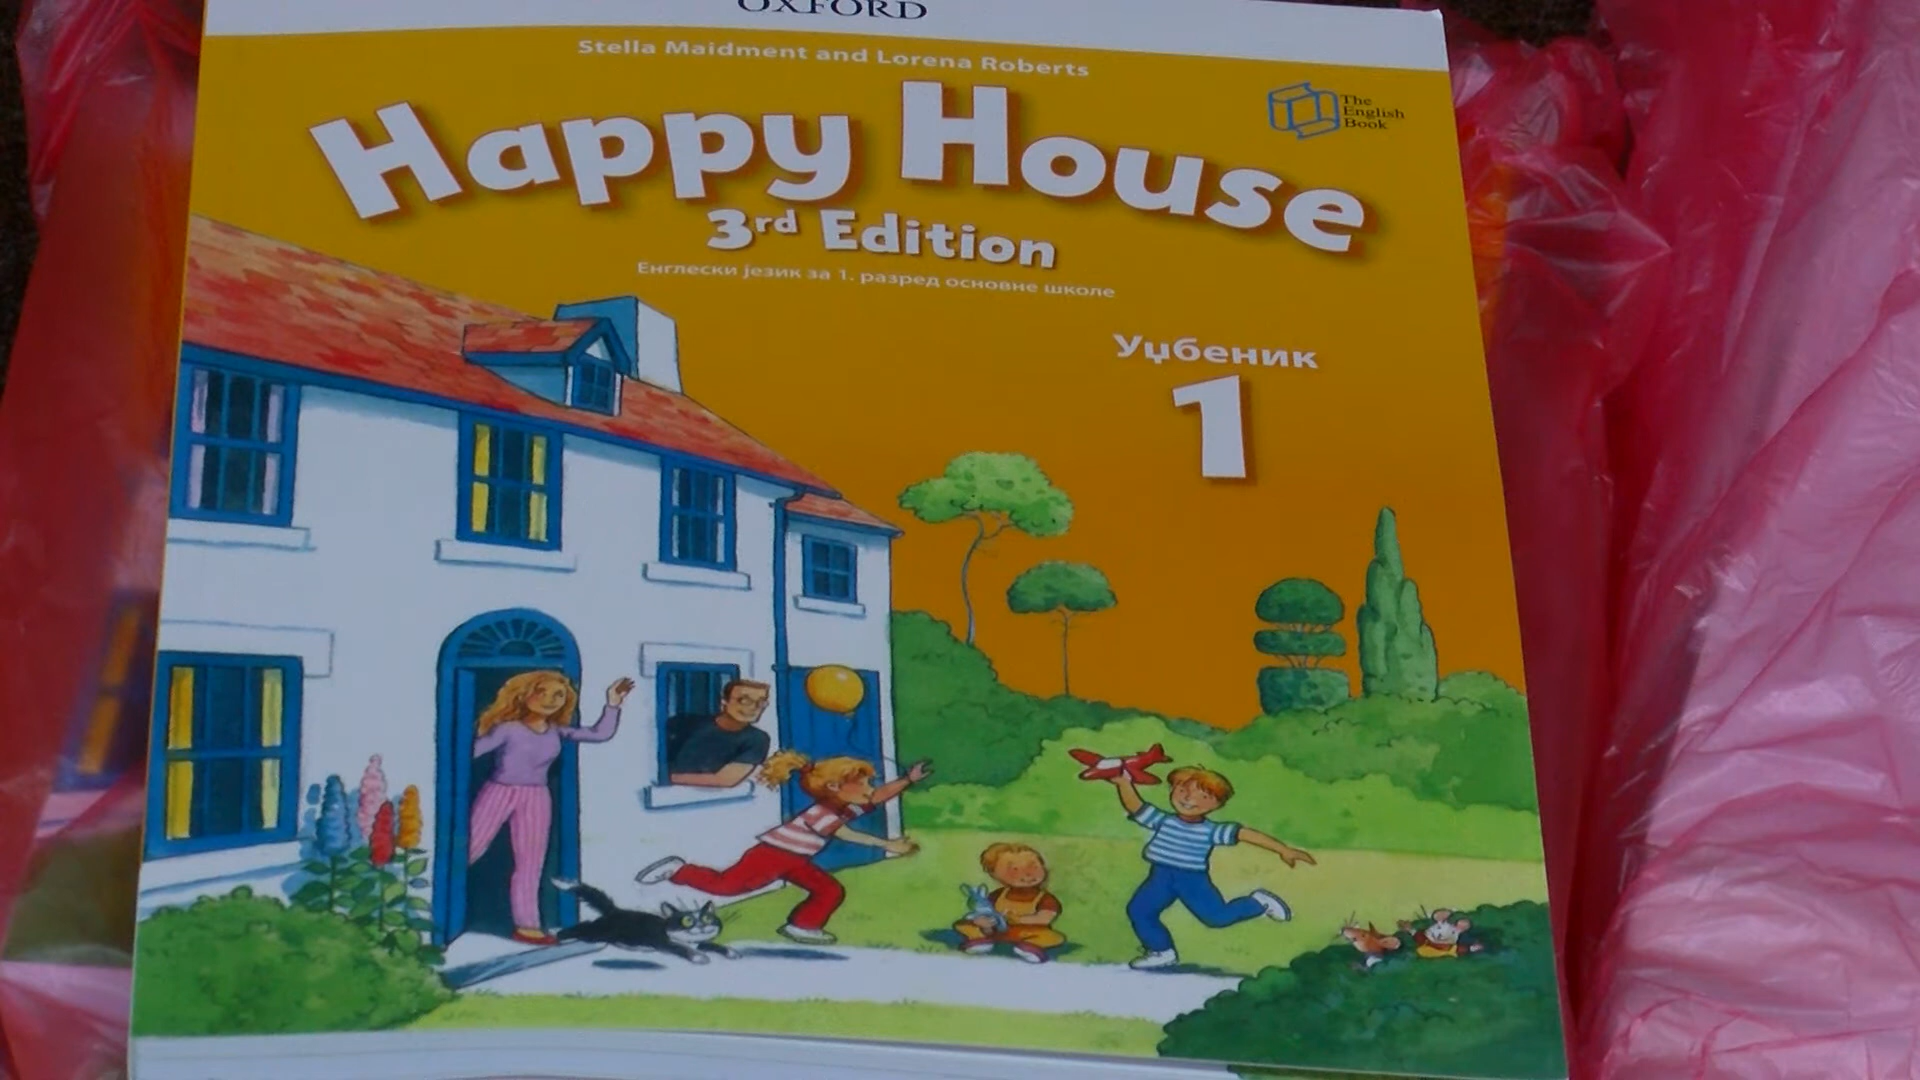 OXFORD
Stella Maidment and Lorena Roberts
The
English
Book
Happy House
3rd Edition
Енглески језик за 1. разред основне школе
Уџбеник
1